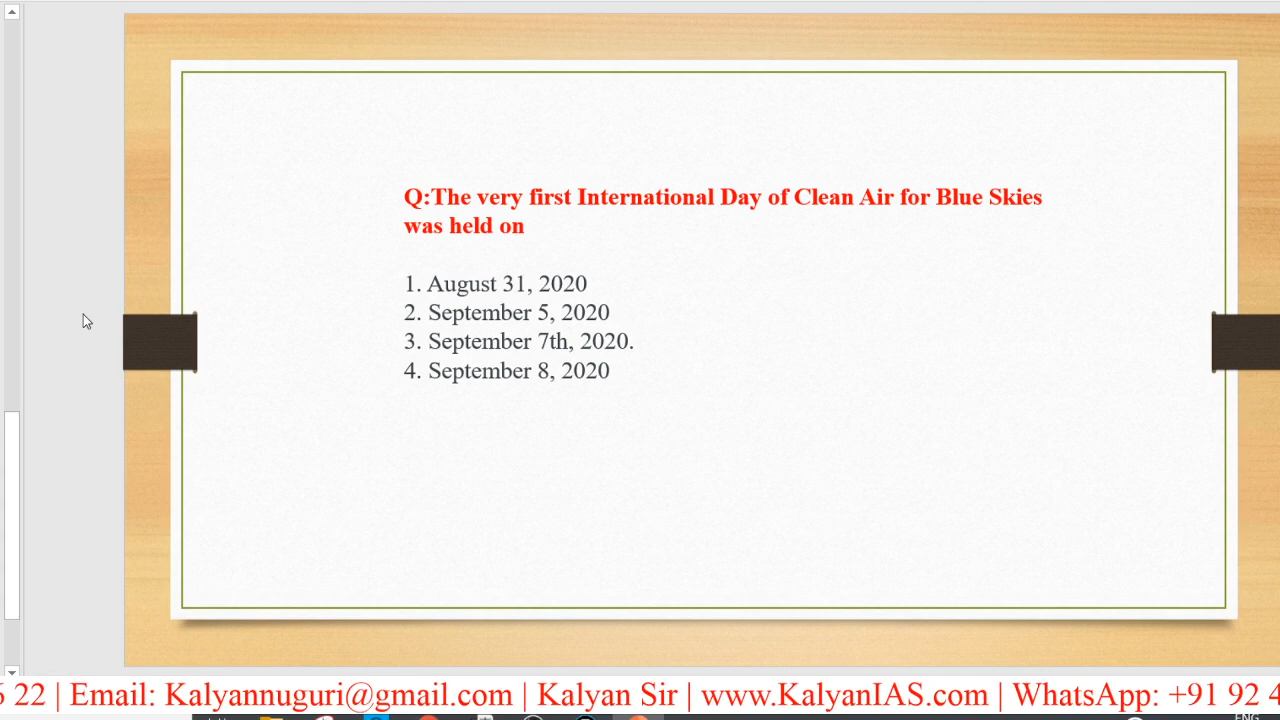 Q:The very first International Day of Clean Air for Blue Skies
was held on
1. August 31, 2020
2. September 5, 2020
3. September 7th, 2020.
4. September 8, 2020
22 | Email: Kalyannuguri@gmail.com | Kalyan Sir | www.KalyanIAS.com | WhatsApp: +91 92